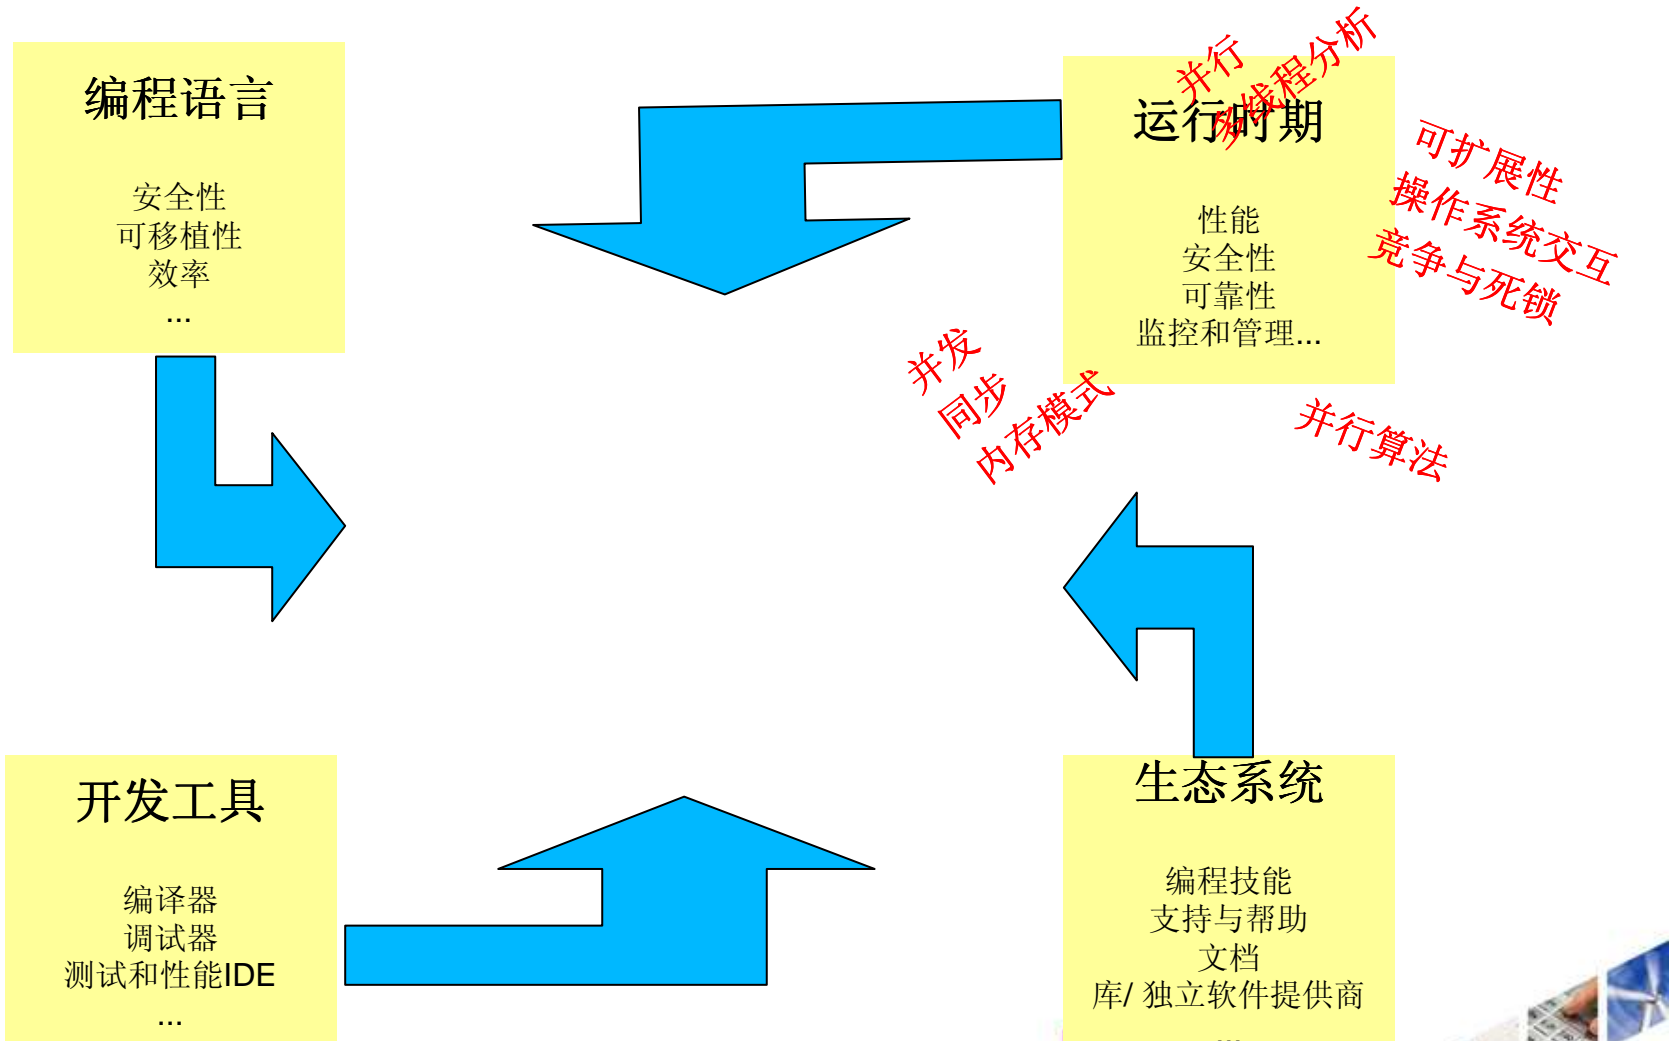 编程语言
安全性
可移植性
效率
...
并行
多线程分析
运行时期
性能
安全性
可靠性
监控和管理...
可扩展性
操作系统交互
竞争与死锁
并发
同步
内存模式
并行算法
开发工具
编译器
调试器
测试和性能IDE
...
生态系统
编程技能
支持与帮助
文档
库/ 独立软件提供商
...